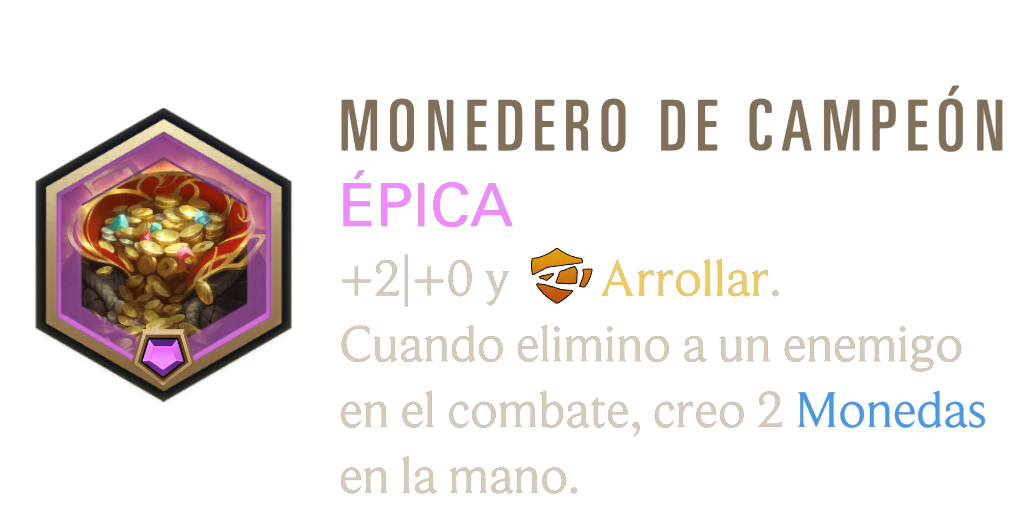 MONEDERO DE CAMPEÓN
ÉPICA
+2|+0 y Arrollar.
Cuando elimino a un enemigo
en el combate, creo 2 Monedas
en la mano.